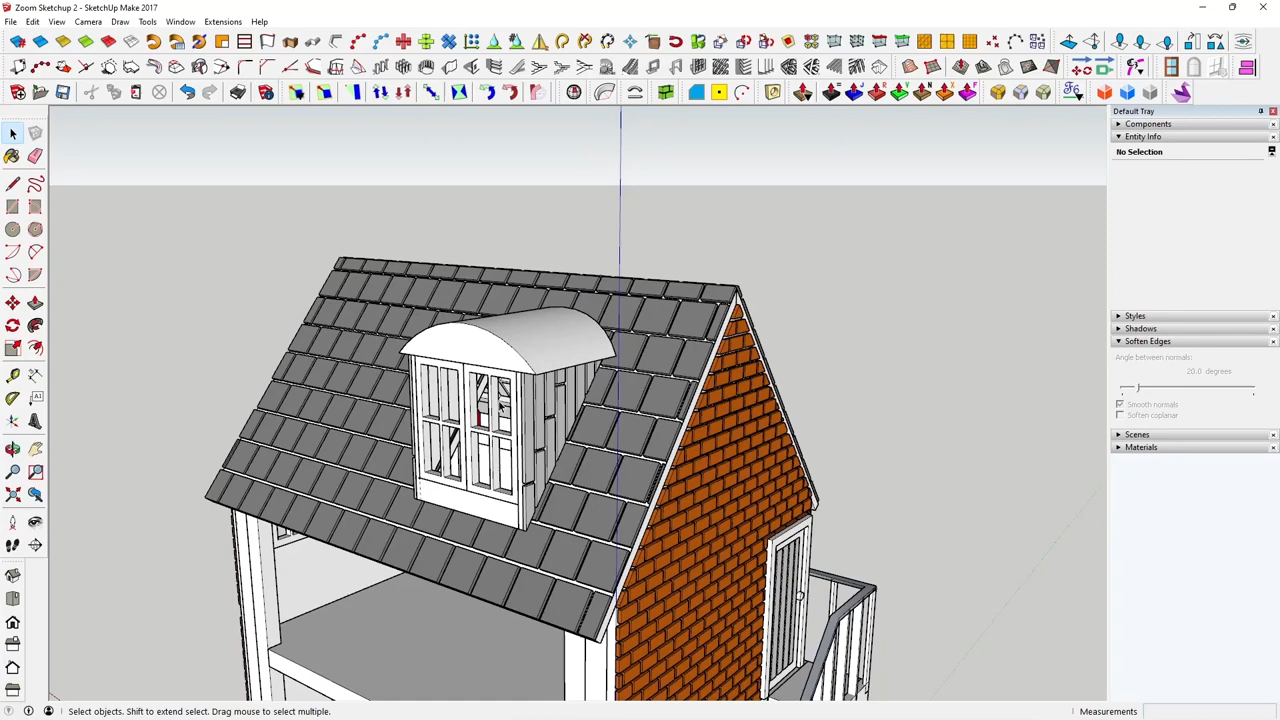 Zoom Sketchup 2 - SketchUp Make 2017
File Edit View Camera Draw Tools Window Extensions Help
Default Tray
Components
Entity Info
No Selection
Styles
Shadows
Soften Edges
Angle between normals:
20.0 degrees
Smooth normals
Soften coplanar
Scenes
Materials
Select objects. Shift to extend select. Drag mouse to select multiple.
Measurements